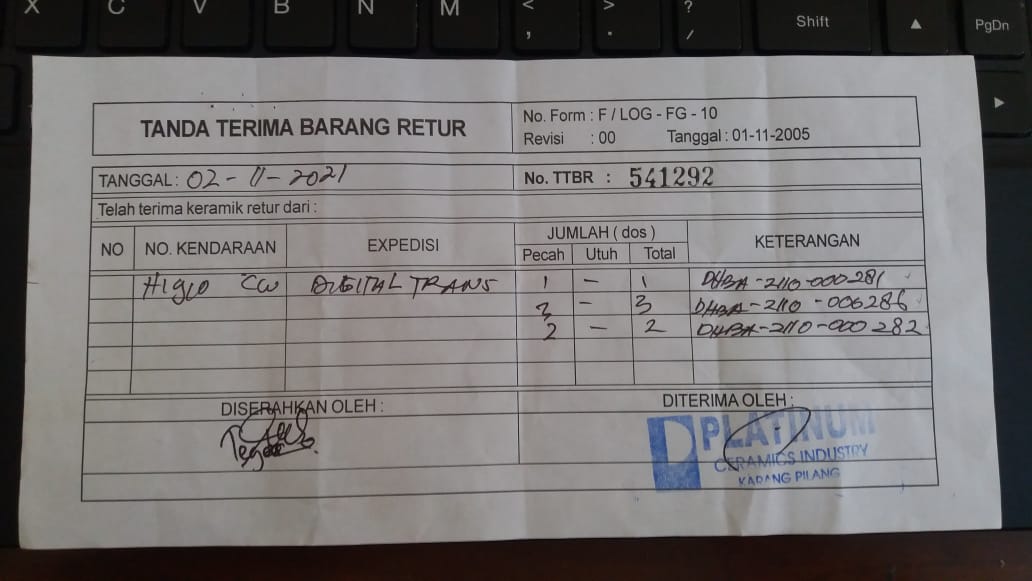 X C V B N M < , > . ? / Shift ▲ PgDn
►
TANDA TERIMA BARANG RETUR
No. Form : F / LOG - FG - 10
Revisi : 00 Tanggal : 01-11-2005
TANGGAL : 02-11-2021 No. TTBR : 541292
Telah terima keramik retur dari :
NO NO. KENDARAAN EXPEDISI JUMLAH ( dos ) KETERANGAN
Pecah Utuh Total
CW DIGITAL TRANS 1 - 1 DHBA-2110-000281
3 - 3 DHBA-2110-000286
2 - 2 DHBA-2110-000282
DISERAHKAN OLEH : DITERIMA OLEH :
PLATINUM
CERAMICS INDUSTRY
KARANG PILANG